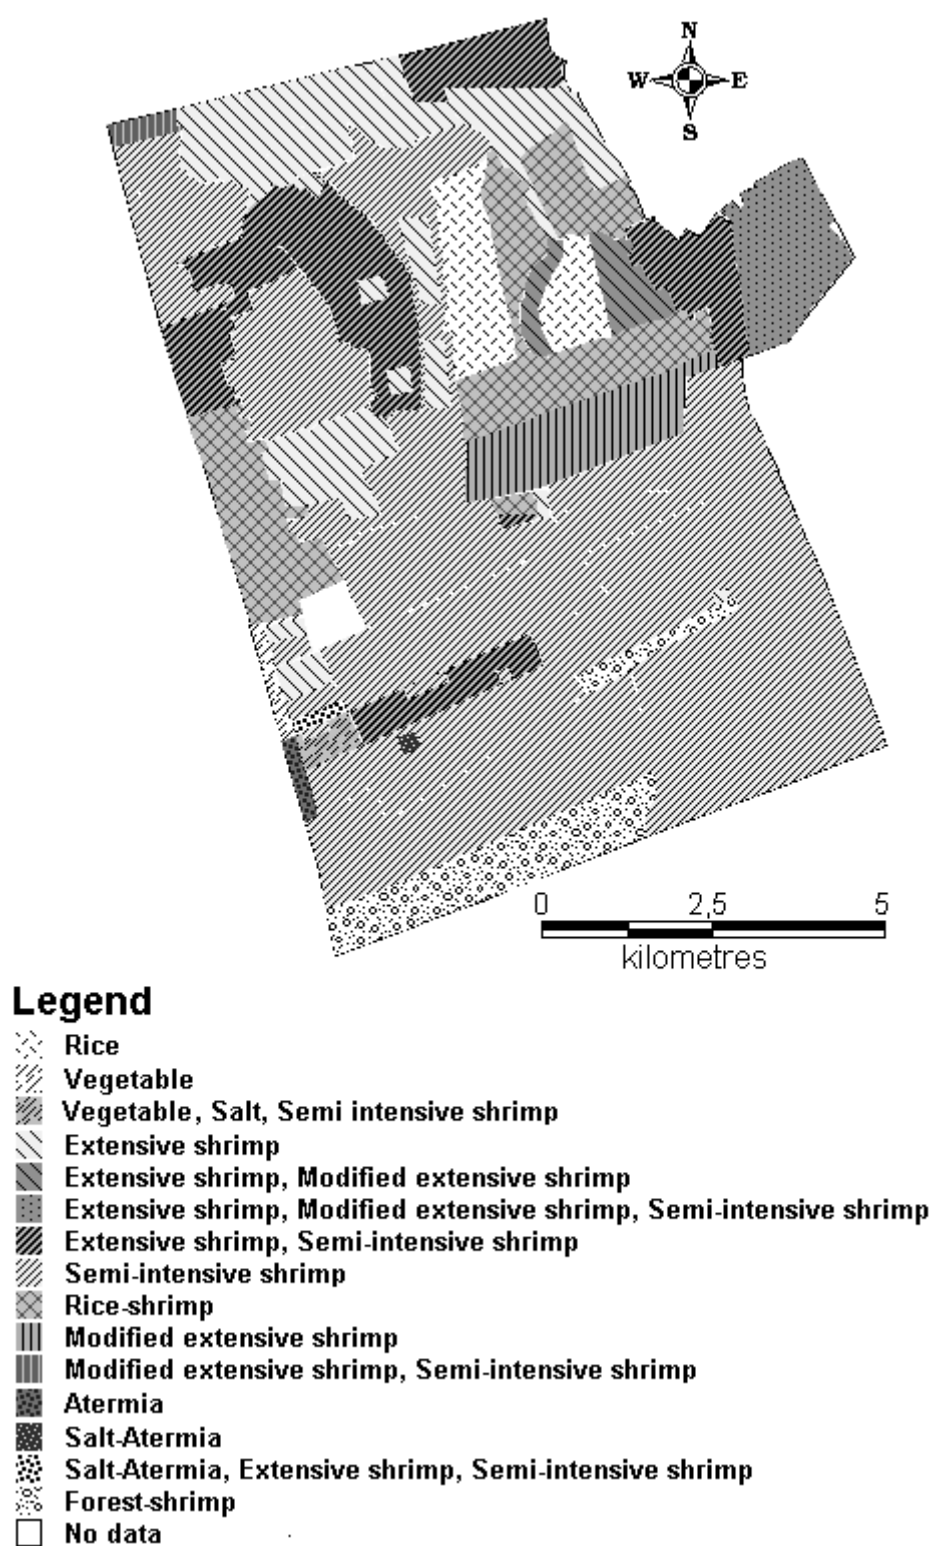 N
W E
S
0 2,5 5
kilometres
Legend
Rice
Vegetable
Vegetable, Salt, Semi intensive shrimp
Extensive shrimp
Extensive shrimp, Modified extensive shrimp
Extensive shrimp, Modified extensive shrimp, Semi-intensive shrimp
Extensive shrimp, Semi-intensive shrimp
Semi-intensive shrimp
Rice-shrimp
Modified extensive shrimp
Modified extensive shrimp, Semi-intensive shrimp
Atermia
Salt-Atermia
Salt-Atermia, Extensive shrimp, Semi-intensive shrimp
Forest-shrimp
No data